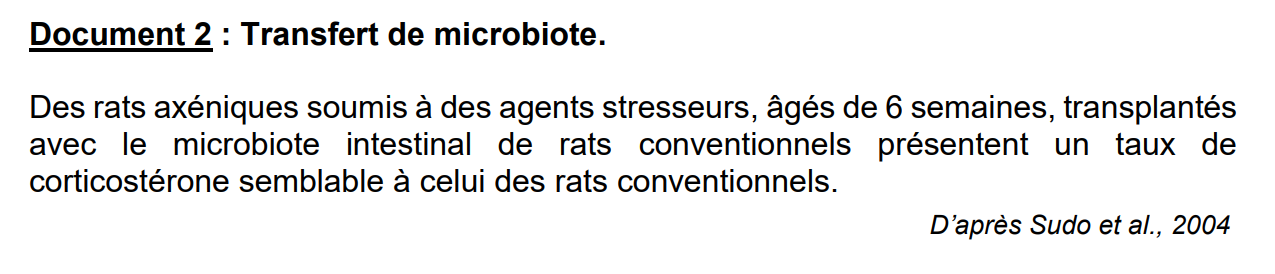 Document 2 : Transfert de microbiote.
Des rats axéniques soumis à des agents stresseurs, âgés de 6 semaines, transplantés
avec le microbiote intestinal de rats conventionnels présentent un taux de
corticostérone semblable à celui des rats conventionnels.
D’après Sudo et al., 2004